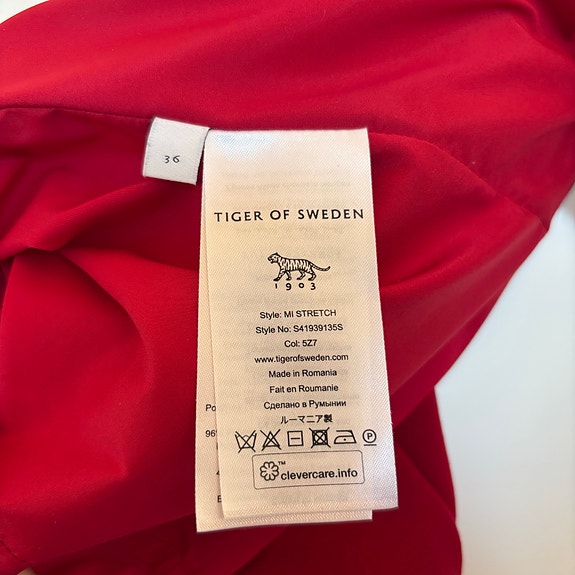 36
TIGER OF SWEDEN
1903
Style: MI STRETCH
Style No: S41939135S
Col: 5Z7
www.tigerofsweden.com
Made in Romania
Fait en Roumanie
Сделано в Румынии
ルーマニア製
P
™
clevercare.info